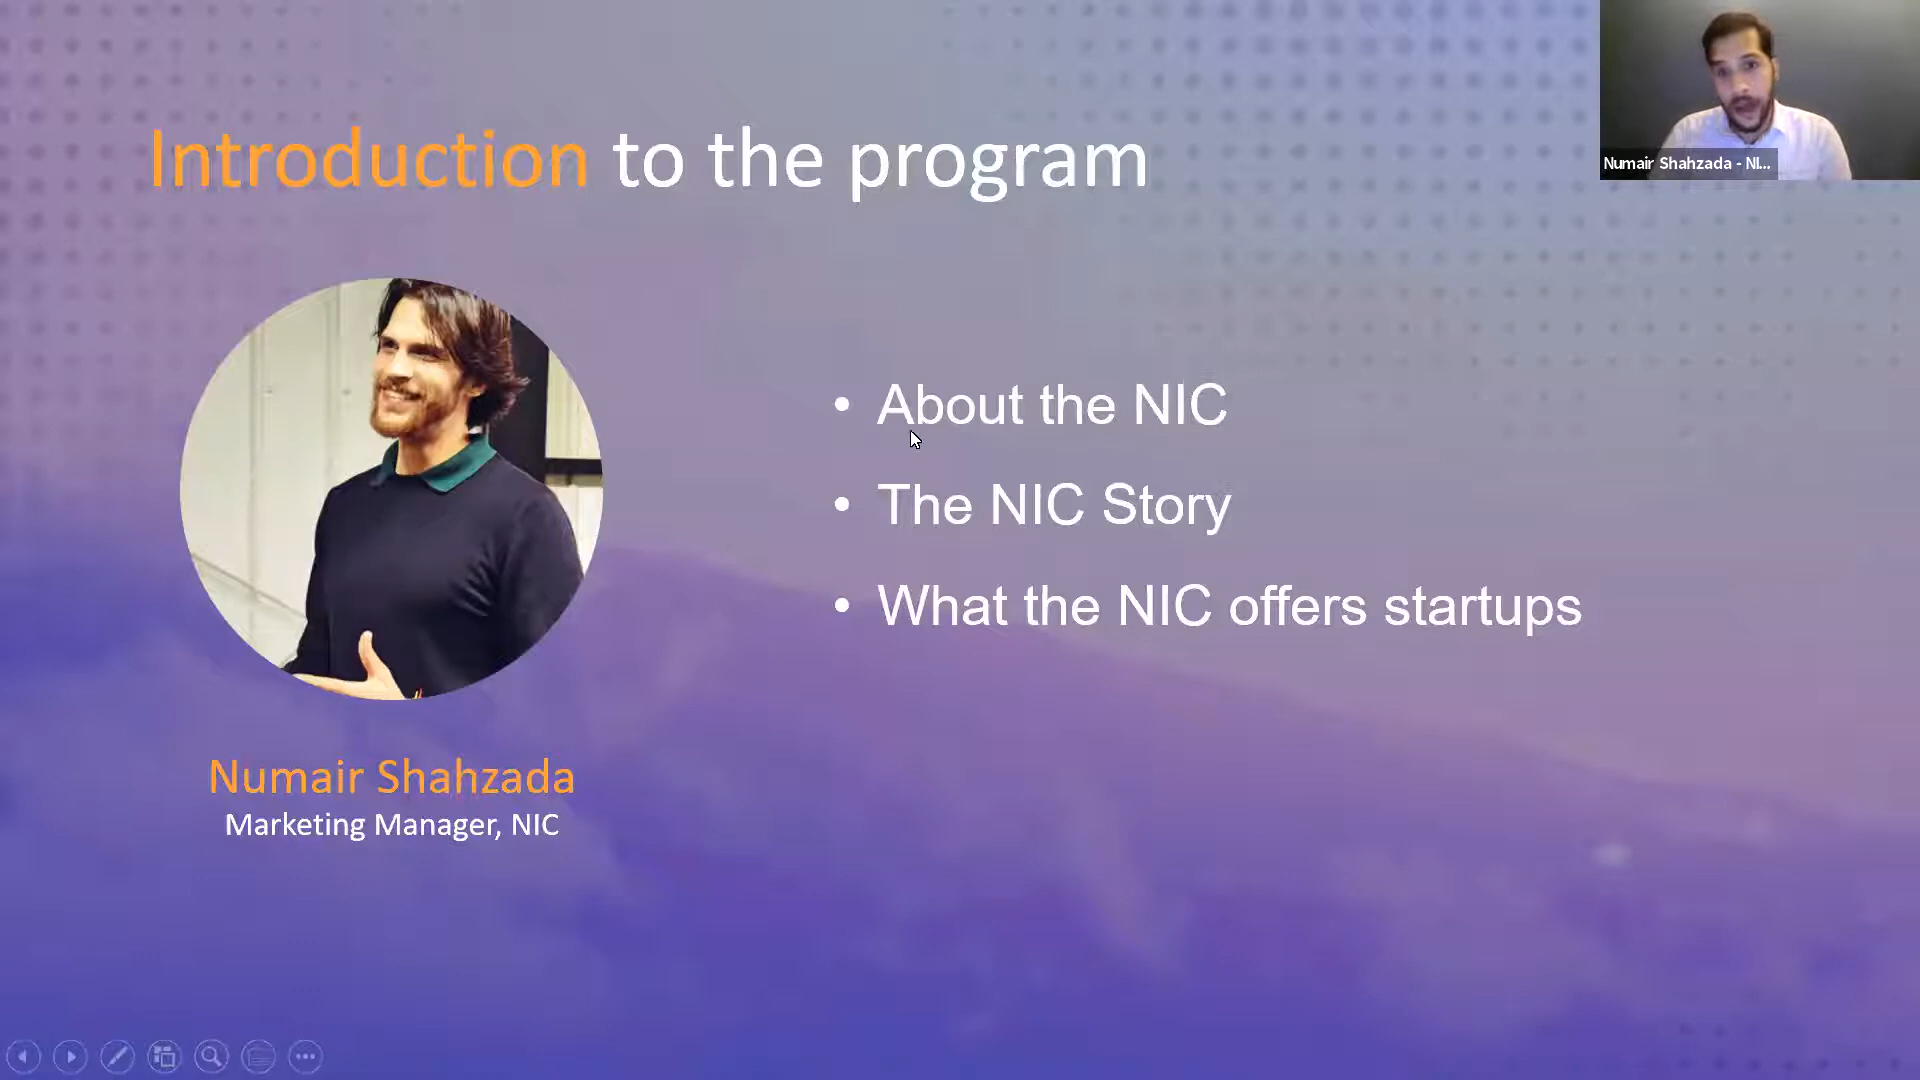 Introduction to the program
Numair Shahzada - NI...
• About the NIC
• The NIC Story
• What the NIC offers startups
Numair Shahzada
Marketing Manager, NIC